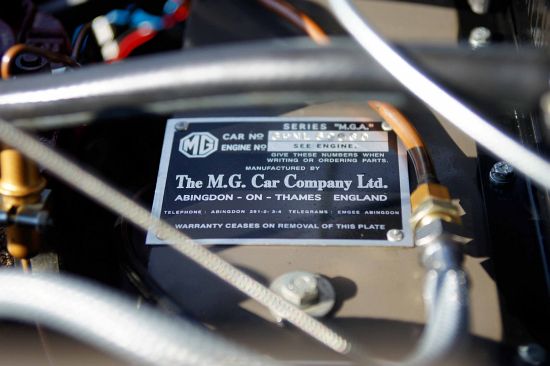 SERIES "M.G.A."
MG CAR No
ENGINE No SEE ENGINE.
GIVE THESE NUMBERS WHEN
WRITING OR ORDERING PARTS.
MANUFACTURED BY
The M.G. Car Company Ltd.
ABINGDON - ON - THAMES ENGLAND
TELEPHONE : ABINGDON 251-2-3-4 TELEGRAMS : EMGEE ABINGDON
WARRANTY CEASES ON REMOVAL OF THIS PLATE